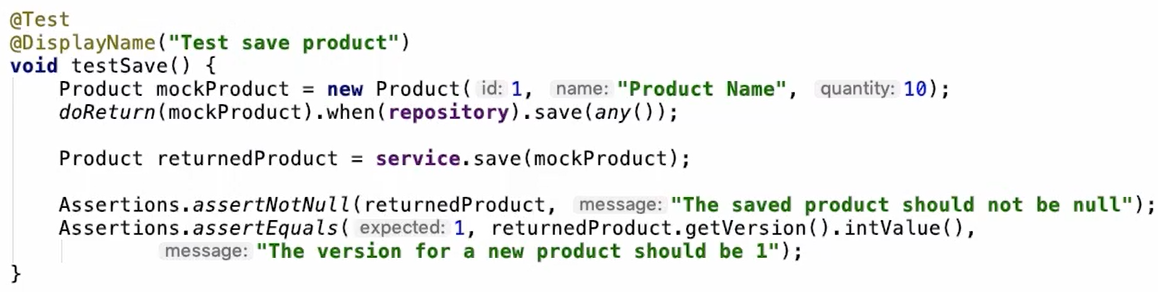 @Test
@DisplayName("Test save product")
void testSave() {
    Product mockProduct = new Product( id: 1, name: "Product Name", quantity: 10);
    doReturn(mockProduct).when(repository).save(any());

    Product returnedProduct = service.save(mockProduct);

    Assertions.assertNotNull(returnedProduct, message: "The saved product should not be null");
    Assertions.assertEquals( expected: 1, returnedProduct.getVersion().intValue(),
            message: "The version for a new product should be 1");
}